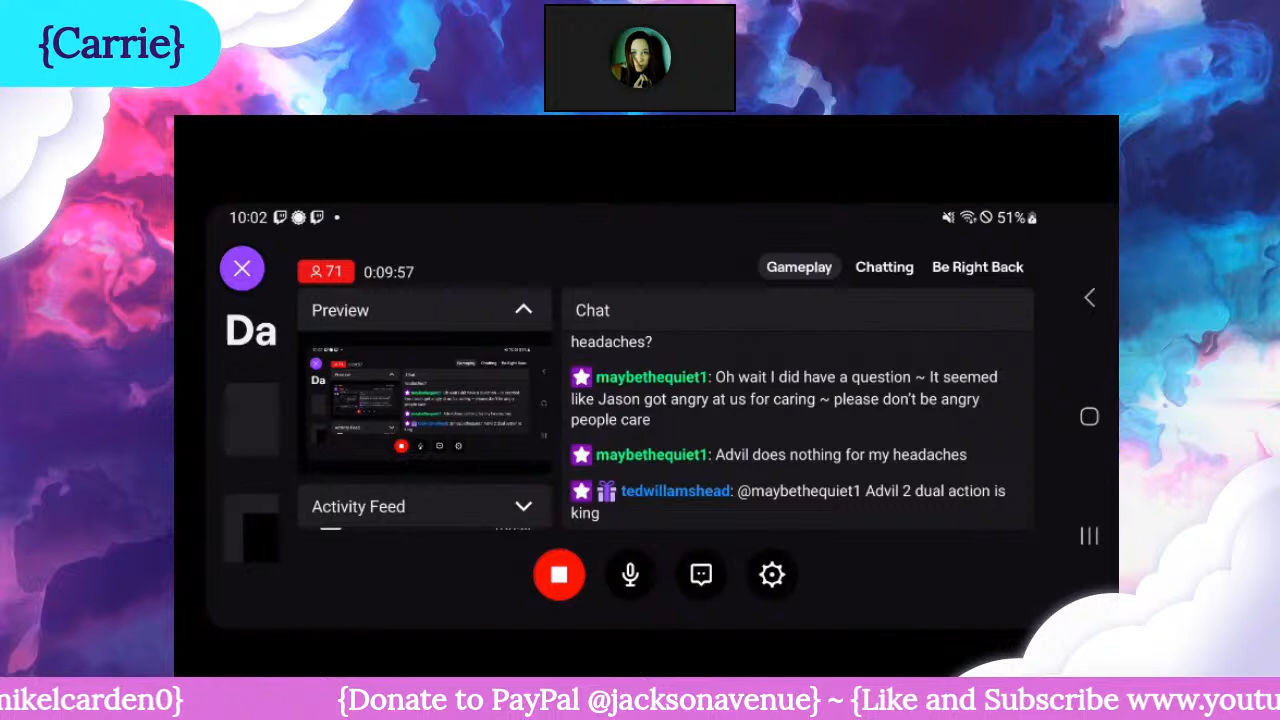 {Carrie}
10:02
51%
71 0:09:57
Gameplay Chatting Be Right Back
Da
Preview
Chat
headaches?
maybethequiet1: Oh wait I did have a question ~ It seemed
like Jason got angry at us for caring ~ please don't be angry
people care
maybethequiet1: Advil does nothing for my headaches
tedwillamshead: @maybethequiet1 Advil 2 dual action is
king
Activity Feed
nikelcarden0} {Donate to PayPal @jacksonavenue} ~ {Like and Subscribe www.youtu